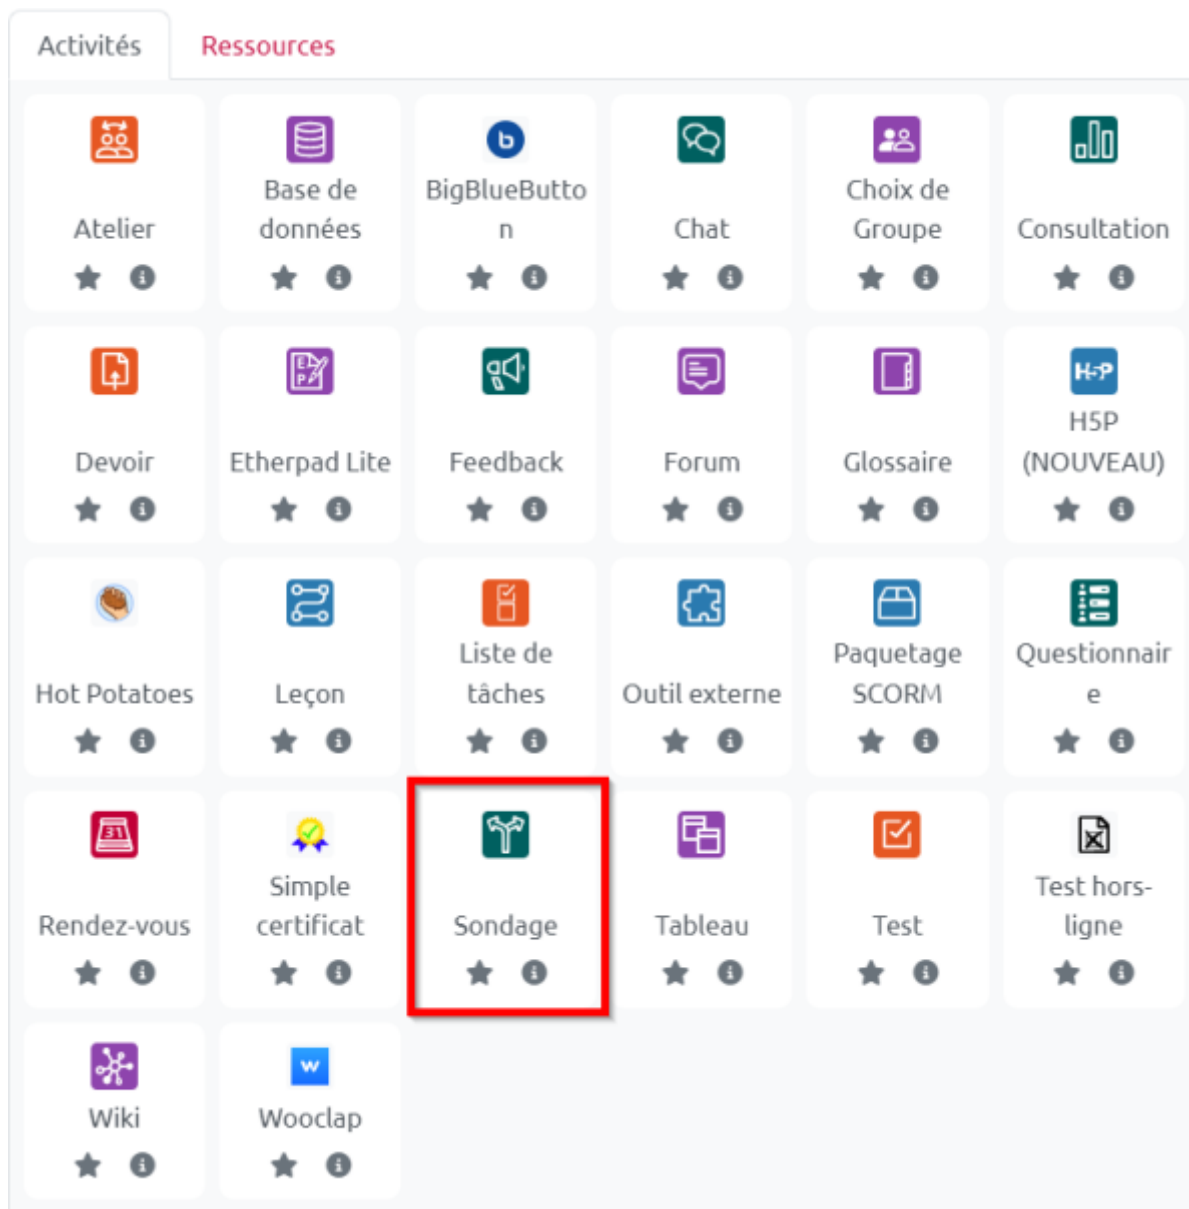 Activités
Ressources
Atelier
Base de
données
BigBlueButto
n
Chat
Choix de
Groupe
Consultation
Devoir
Etherpad Lite
Feedback
Forum
Glossaire
H5P
H5P
(NOUVEAU)
Hot Potatoes
Leçon
Liste de
tâches
Outil externe
Paquetage
SCORM
Questionnair
e
31
Rendez-vous
Simple
certificat
Sondage
Tableau
Test
Test hors-
ligne
Wiki
w
Wooclap